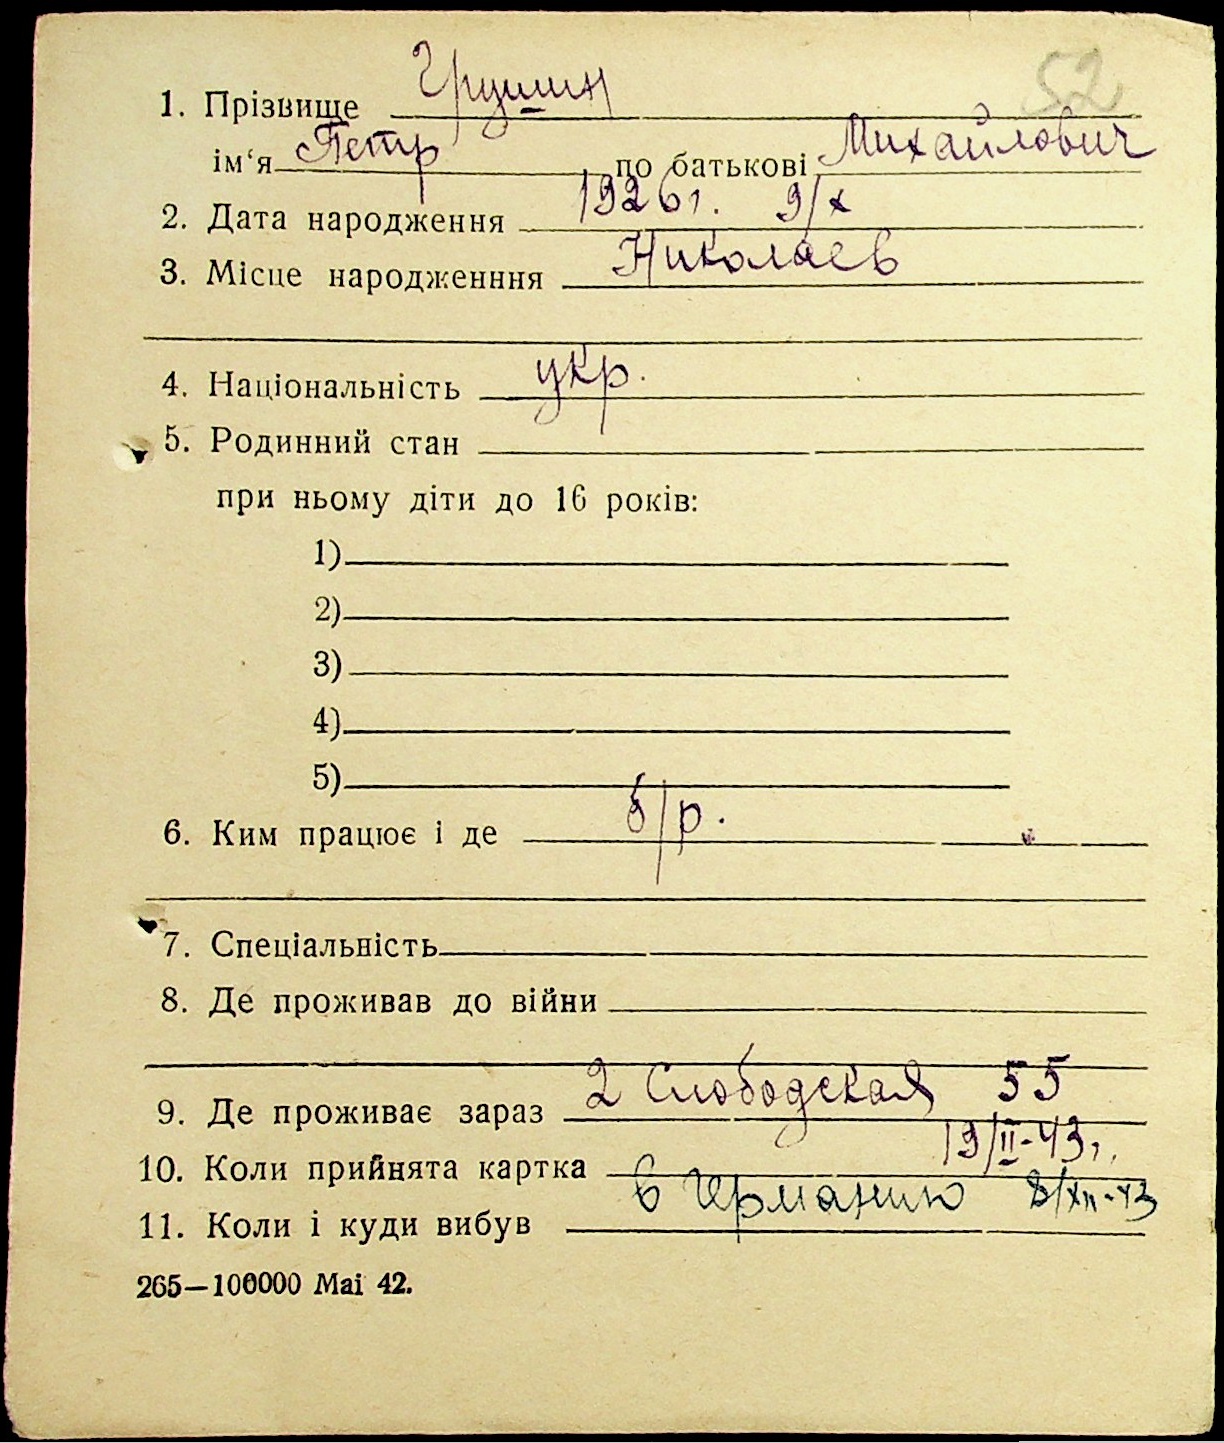 52
1. Прізвище Грушин
ім‘я Петр по батькові Михайлович
2. Дата народження 1926 г. 9/X
3. Місце народженння Николаев
4. Національність укр.
5. Родинний стан
при ньому діти до 16 років:
1)
2)
3)
4)
5)
6. Ким працює і де б/р.
7. Спеціальність
8. Де проживав до війни
9. Де проживає зараз 2 Слободская 55
10. Коли прийнята картка 19/II-43 г.
11. Коли і куди вибув в Германию 8/XII-43
265—100000 Mai 42.